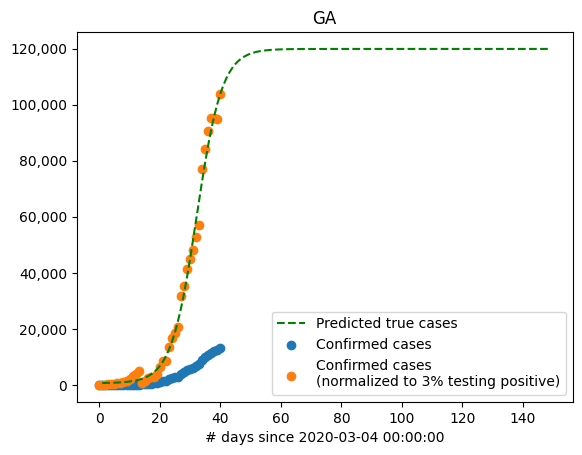 GA
120,000
100,000
80,000
60,000
40,000
20,000
0
0 20 40 60 80 100 120 140
# days since 2020-03-04 00:00:00
Predicted true cases
Confirmed cases
Confirmed cases
(normalized to 3% testing positive)